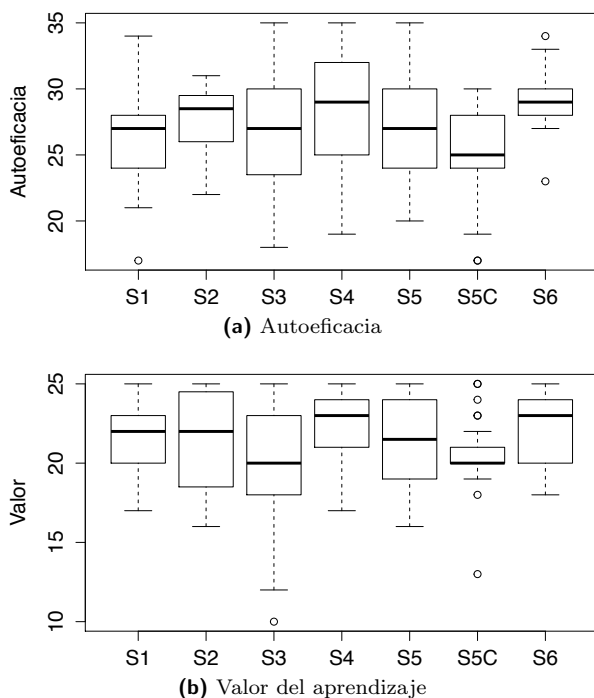 Autoeficacia
35
30
25
20
S1 S2 S3 S4 S5 S5C S6
(a) Autoeficacia
Valor
25
20
15
10
S1 S2 S3 S4 S5 S5C S6
(b) Valor del aprendizaje